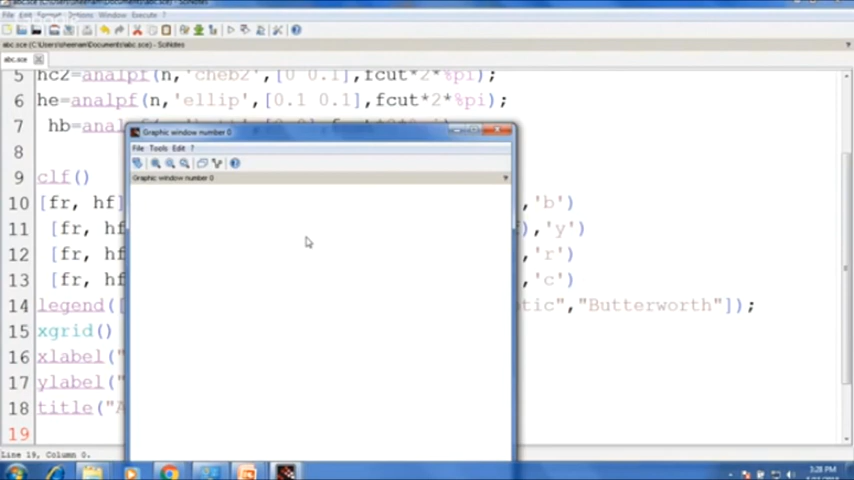 abc.sce (C:\Users\sheenam\Documents\abc.sce) - SciNotes
File Edit Format Options Window Execute ?
abc.sce (C:\Users\sheenam\Documents\abc.sce) - SciNotes
abc.sce
5 hc2=analpf(n,'cheb2',[0 0.1],fcut*2*%pi);
6 he=analpf(n,'ellip',[0.1 0.1],fcut*2*%pi);
7 hb=anal
8
9 clf()
10 [fr, hf] ,'b')
11 [fr, hf ),'y')
12 [fr, hf ,'r')
13 [fr, hf ,'c')
14 legend([ tic","Butterworth"]);
15 xgrid()
16 xlabel("
17 ylabel("
18 title("A
19
Graphic window number 0
File Tools Edit ?
Graphic window number 0
Line 19, Column 0.
3:28 PM